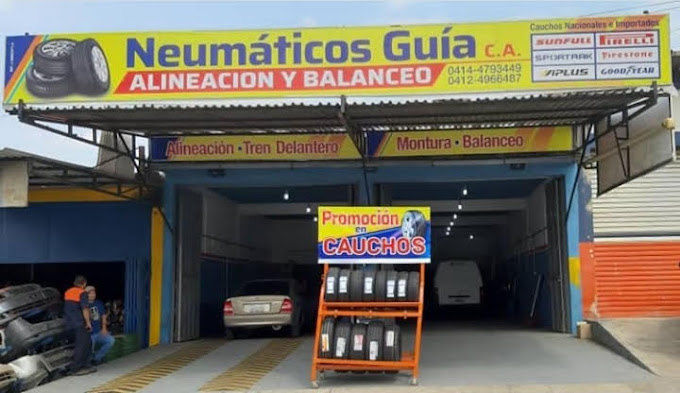 Neumáticos Guía C.A.
ALINEACION Y BALANCEO
0414-4793449
0412-4966487
Cauchos Nacionales e Importados
SUNFULL
PIRELLI
SPORTRAK
Firestone
APLUS
GOODYEAR
Alineación • Tren Delantero
Montura • Balanceo
Promoción
en
CAUCHOS